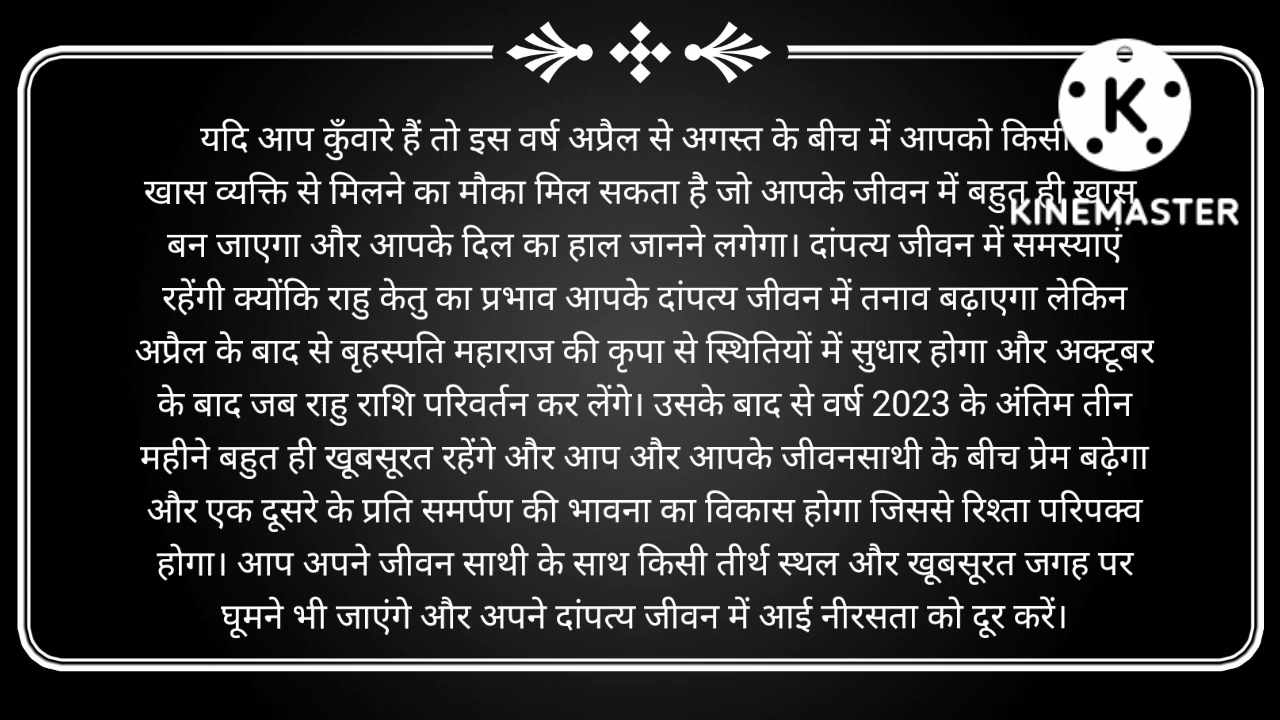 यदि आप कुँवारे हैं तो इस वर्ष अप्रैल से अगस्त के बीच में आपको किसी
खास व्यक्ति से मिलने का मौका मिल सकता है जो आपके जीवन में बहुत ही खास
बन जाएगा और आपके दिल का हाल जानने लगेगा। दांपत्य जीवन में समस्याएं
रहेंगी क्योंकि राहु केतु का प्रभाव आपके दांपत्य जीवन में तनाव बढ़ाएगा लेकिन
अप्रैल के बाद से बृहस्पति महाराज की कृपा से स्थितियों में सुधार होगा और अक्टूबर
के बाद जब राहु राशि परिवर्तन कर लेंगे। उसके बाद से वर्ष 2023 के अंतिम तीन
महीने बहुत ही खूबसूरत रहेंगे और आप और आपके जीवनसाथी के बीच प्रेम बढ़ेगा
और एक दूसरे के प्रति समर्पण की भावना का विकास होगा जिससे रिश्ता परिपक्व
होगा। आप अपने जीवन साथी के साथ किसी तीर्थ स्थल और खूबसूरत जगह पर
घूमने भी जाएंगे और अपने दांपत्य जीवन में आई नीरसता को दूर करें।
K
KINEMASTER